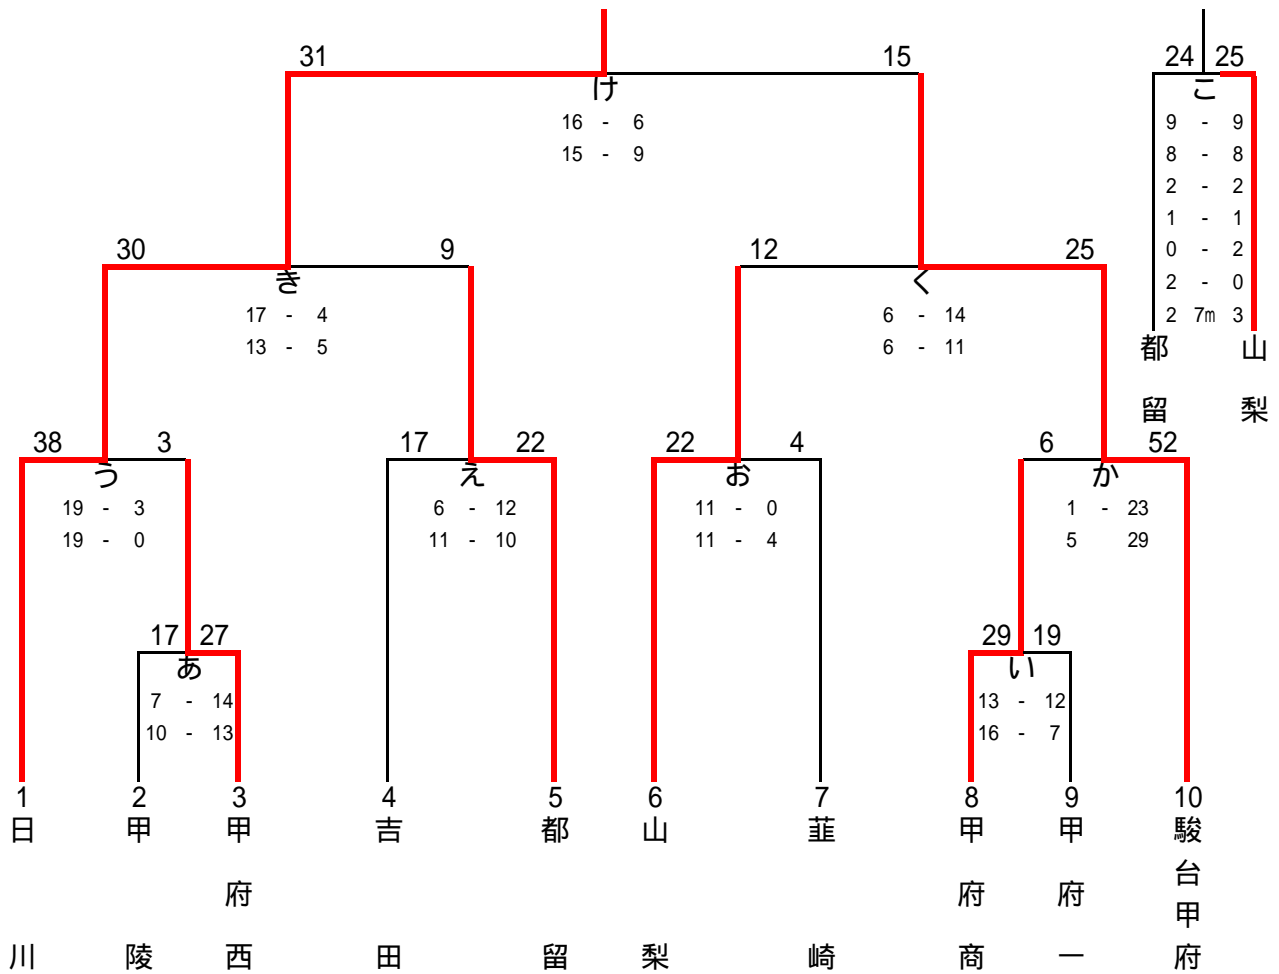 31 15 24 25
け こ
16 - 6 9 - 9
15 - 9 8 - 8
2 - 2
1 - 1
30 9 12 25 0 - 2
き く 2 - 0
17 - 4 6 - 14 2 7m 3
13 - 5 6 - 11
都留 山梨
38 3 17 22 22 4 6 52
う え お か
19 - 3 6 - 12 11 - 0 1 - 23
19 - 0 11 - 10 11 - 4 5 29
17 27 29 19
あ い
7 - 14 13 - 12
10 - 13 16 - 7
1 2 3 4 5 6 7 8 9 10
日川 甲陵 甲府西 吉田 都留 山梨 韮崎 甲府商 甲府一 駿台甲府